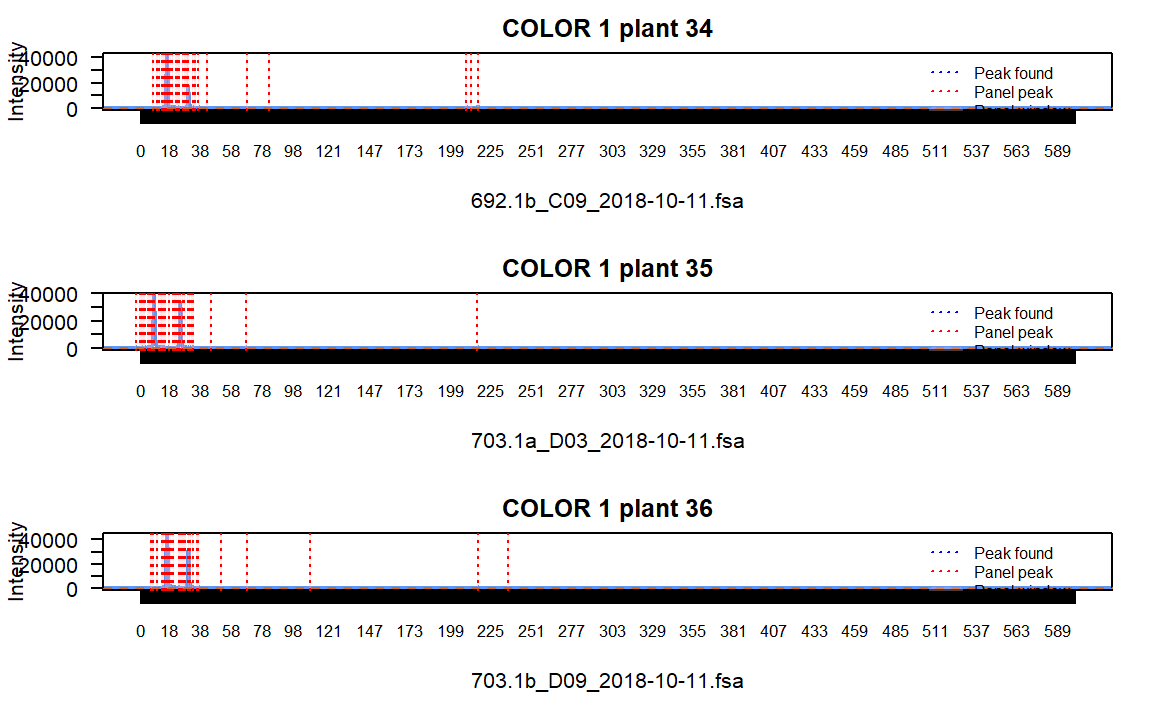 COLOR 1 plant 34
Intensity
40000
20000
0
Peak found
Panel peak
0 18 38 58 78 98 121 147 173 199 225 251 277 303 329 355 381 407 433 459 485 511 537 563 589
692.1b_C09_2018-10-11.fsa
COLOR 1 plant 35
Intensity
40000
20000
0
Peak found
Panel peak
0 18 38 58 78 98 121 147 173 199 225 251 277 303 329 355 381 407 433 459 485 511 537 563 589
703.1a_D03_2018-10-11.fsa
COLOR 1 plant 36
Intensity
40000
20000
0
Peak found
Panel peak
0 18 38 58 78 98 121 147 173 199 225 251 277 303 329 355 381 407 433 459 485 511 537 563 589
703.1b_D09_2018-10-11.fsa